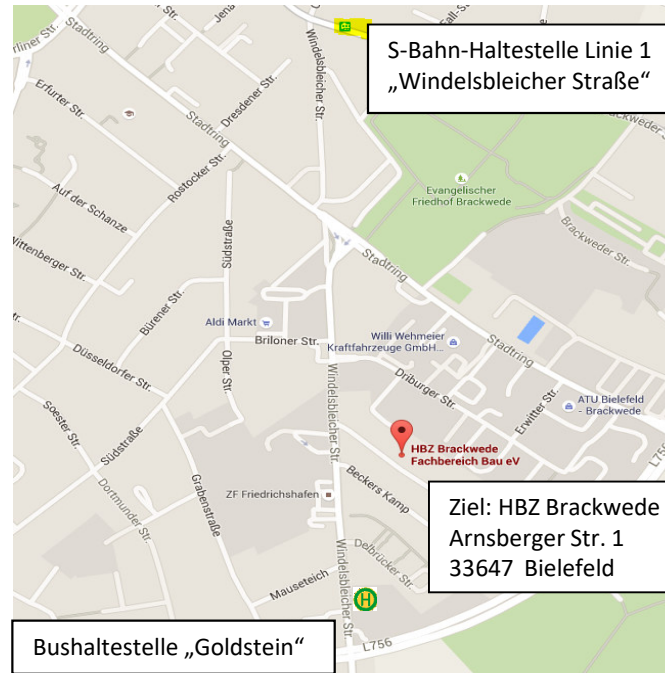 S-Bahn-Haltestelle Linie 1
„Windelsbleicher Straße“
Stadtring
Erfurter Str.
Dresdener Str.
Windelsbleicher Str.
Rostocker Str.
Auf der Schanze
Stadtring
Evangelischer
Friedhof Brackwede
Wittenberger Str.
Südstraße
Stadtring
Brackweder Str.
Bürener Str.
Aldi Markt
Briloner Str.
Willi Wehmeier
Kraftfahrzeuge GmbH...
Stadtring
Düsseldorfer Str.
Olper Str.
Windelsbleicher Str.
Driburger Str.
Erwitter Str.
ATU Bielefeld
- Brackwede
Soester Str.
Südstraße
HBZ Brackwede
Fachbereich Bau eV
L756
Dortmunder Str.
Grabenstraße
ZF Friedrichshafen
Beckers Kamp
Ziel: HBZ Brackwede
Arnsberger Str. 1
33647 Bielefeld
Delbrücker Str.
Windelsbleicher Str.
Mauseteich
H
L756
Bushaltestelle „Goldstein“